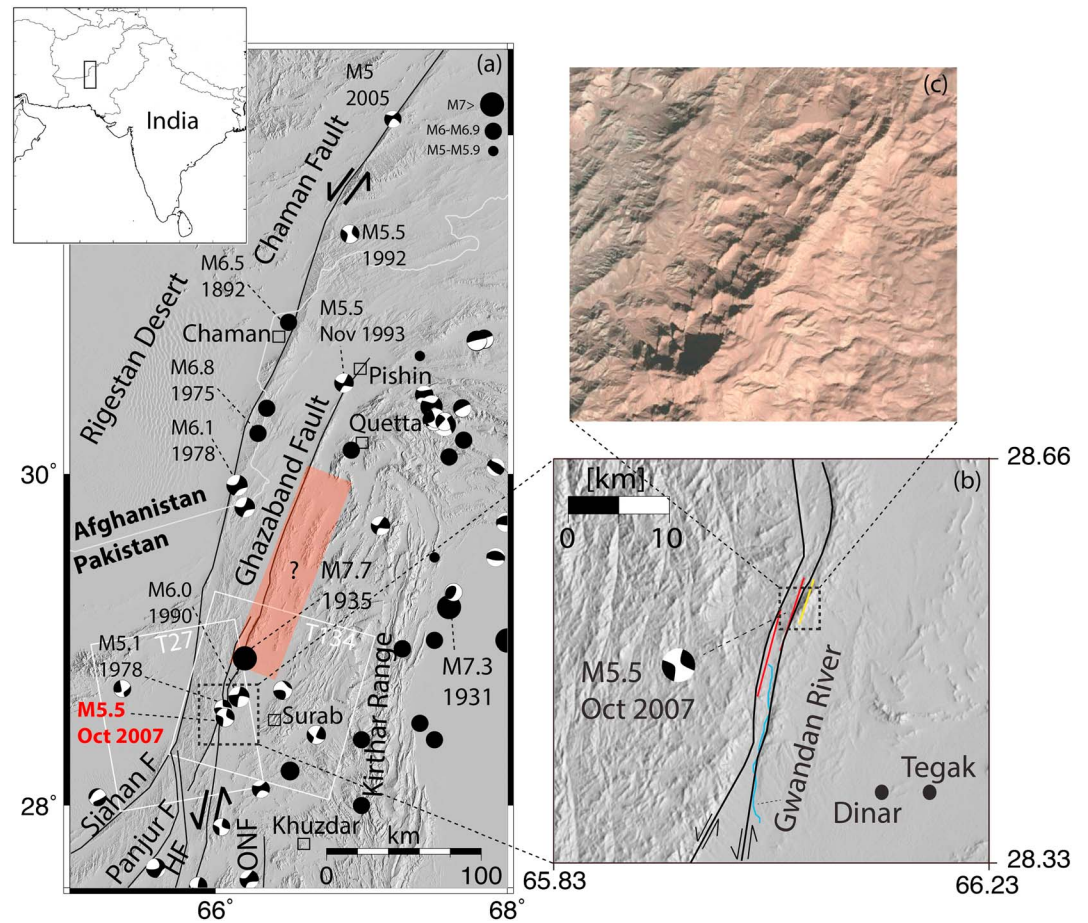 India
(a)
M5
2005
M7>
M6-M6.9
M5-M5.9
Chaman Fault
M5.5
1992
M6.5
1892
Rigestan Desert
Chaman
M5.5
Nov 1993
Pishin
M6.8
1975
Quetta
M6.1
1978
Ghazaband Fault
30°
Afghanistan
Pakistan
?
M7.7
1935
M6.0
1990
T27
T134
M5.1
1978
M7.3
1931
M5.5
Oct 2007
Surab
Kirthar Range
28°
Siahan F
Panjur F
HF
ONF
Khuzdar
km
0 100
66°
68°
(c)
(b)
28.66
[km]
0 10
M5.5
Oct 2007
Gwandan River
Tegak
Dinar
28.33
65.83
66.23